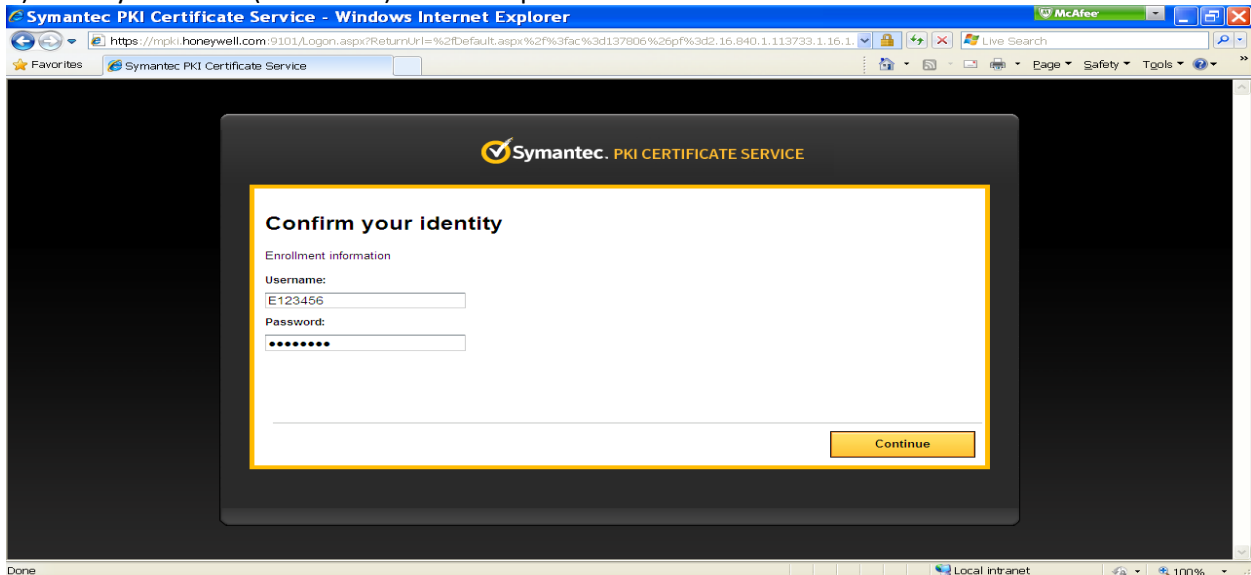 Symantec PKI Certificate Service - Windows Internet Explorer
McAfee
https://mpki.honeywell.com:9101/Logon.aspx?ReturnUrl=%2fDefault.aspx%2f%3fac%3d137806%26pf%3d2.16.840.1.113733.1.16.1.
Live Search
Favorites
Symantec PKI Certificate Service
Page
Safety
Tools
Symantec. PKI CERTIFICATE SERVICE
Confirm your identity
Enrollment information
Username:
E123456
Password:
••••••••
Continue
Done
Local intranet
100%